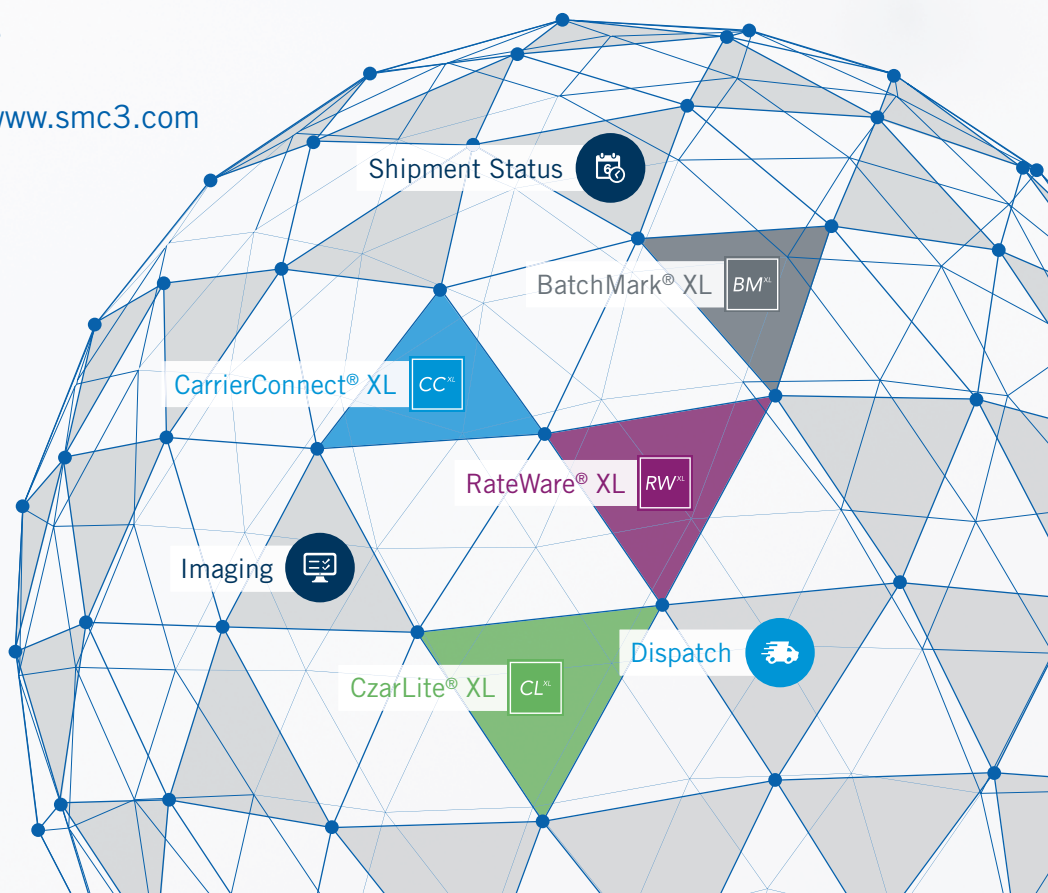 www.smc3.com
Shipment Status
6
BatchMark® XL BM XL
CarrierConnect® XL CC XL
RateWare® XL RW XL
Imaging
Dispatch
CzarLite® XL CL XL